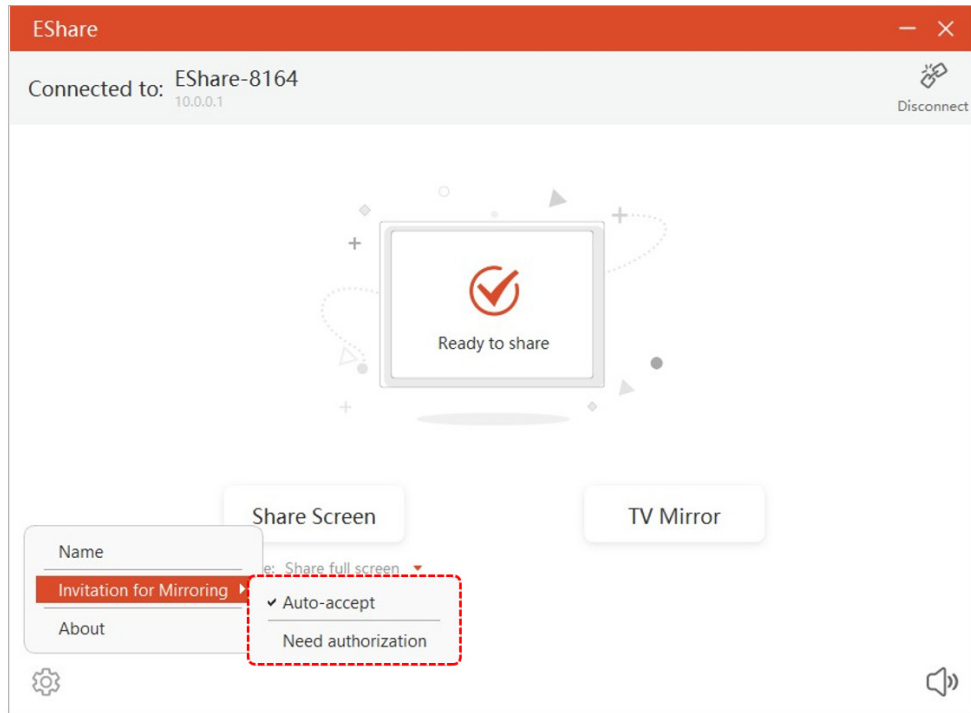 EShare
Connected to: EShare-8164
10.0.0.1
Disconnect
Ready to share
Share Screen
TV Mirror
Name
e: Share full screen
Invitation for Mirroring
Auto-accept
About
Need authorization